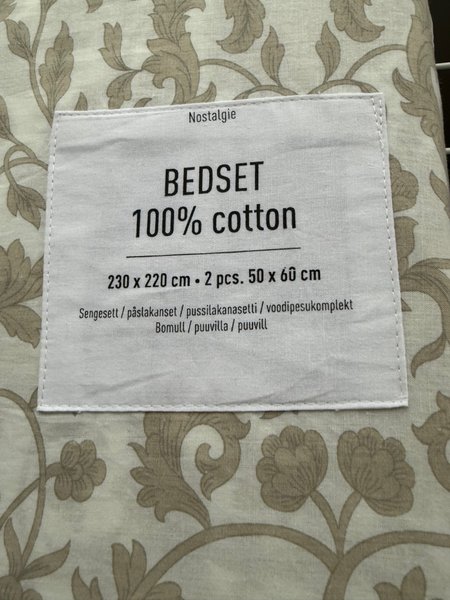 Nostalgie
BEDSET
100% cotton
230 x 220 cm • 2 pcs. 50 x 60 cm
Sengesett / påslakanset / pussilakanasetti / voodipesukomplekt
Bomull / puuvilla / puuvill